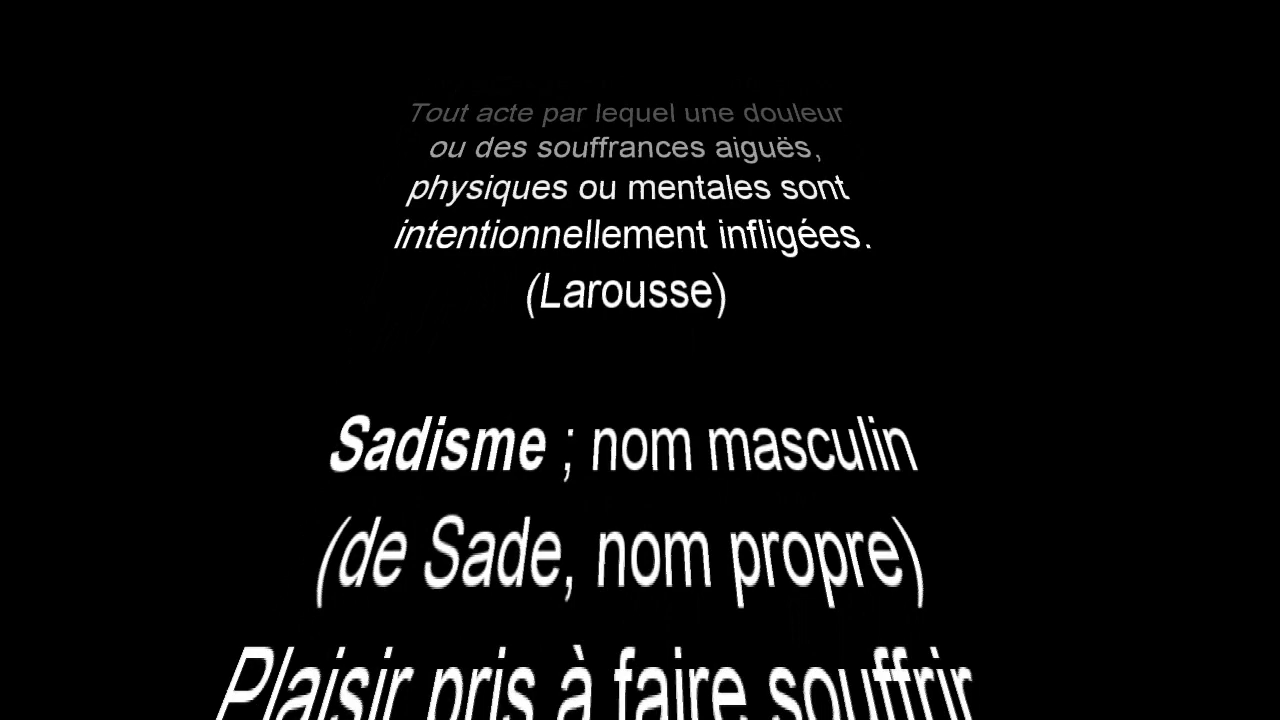 Tout acte par lequel une douleur
ou des souffrances aiguës,
physiques ou mentales sont
intentionnellement infligées.
(Larousse)
Sadisme ; nom masculin
(de Sade, nom propre)
Plaisir pris à faire souffrir